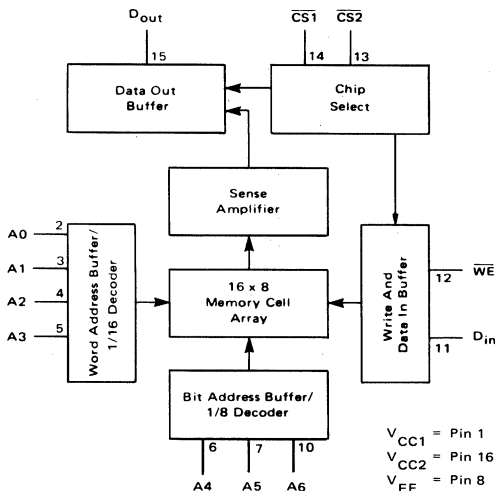 Dout
CS1 CS2
15
14 13
Data Out
Buffer
Chip
Select
Sense
Amplifier
A0 2
A1 3
A2 4
A3 5
Word Address Buffer/
1/16 Decoder
16 x 8
Memory Cell
Array
Write And
Data In Buffer
12 WE
11 Din
Bit Address Buffer/
1/8 Decoder
6 7 10
A4 A5 A6
VCC1 = Pin 1
VCC2 = Pin 16
VEE = Pin 8